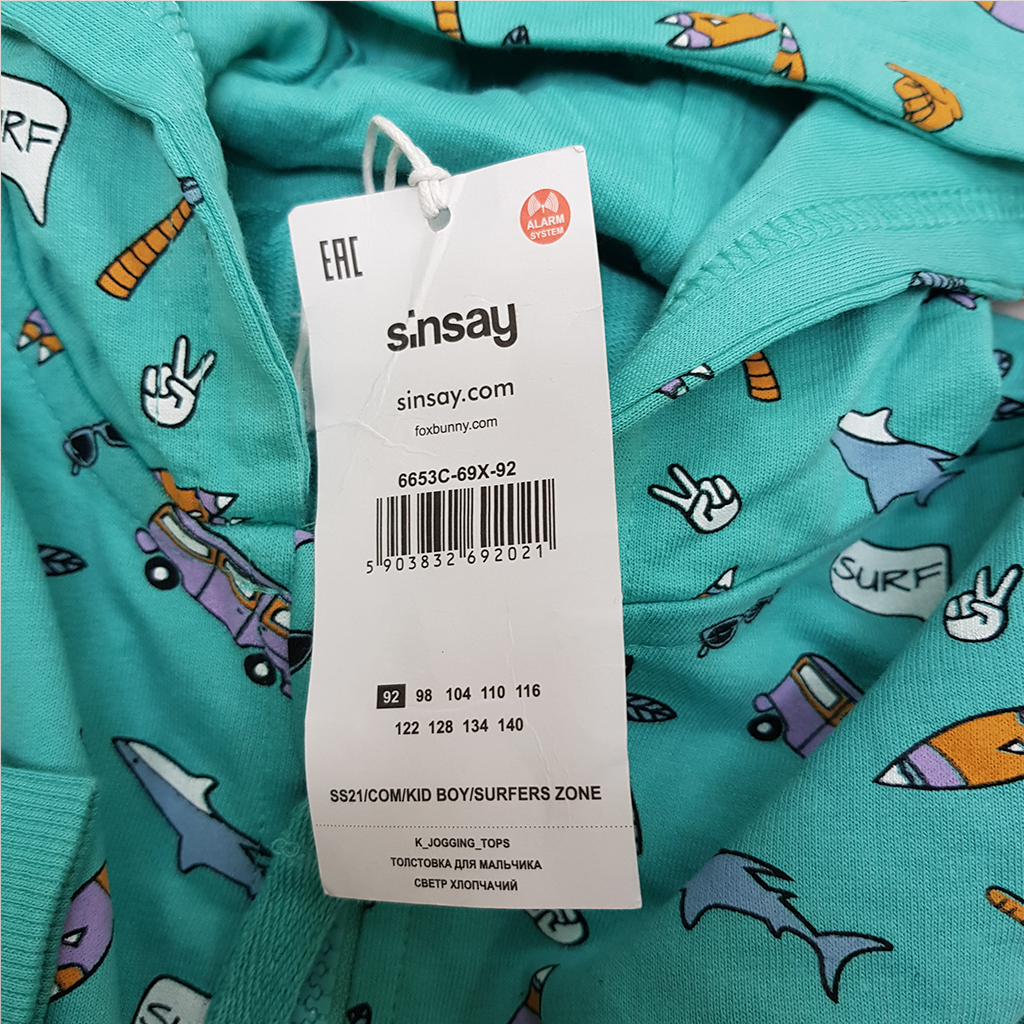 EAC
ALARM
SYSTEM
sinsay
sinsay.com
foxbunny.com
6653C-69X-92
5 903832 692021
92 98 104 110 116
122 128 134 140
SS21/COM/KID BOY/SURFERS ZONE
K_JOGGING_TOPS
ТОЛСТОВКА ДЛЯ МАЛЬЧИКА
СВЕТР ХЛОПЧАЧИЙ
SURF